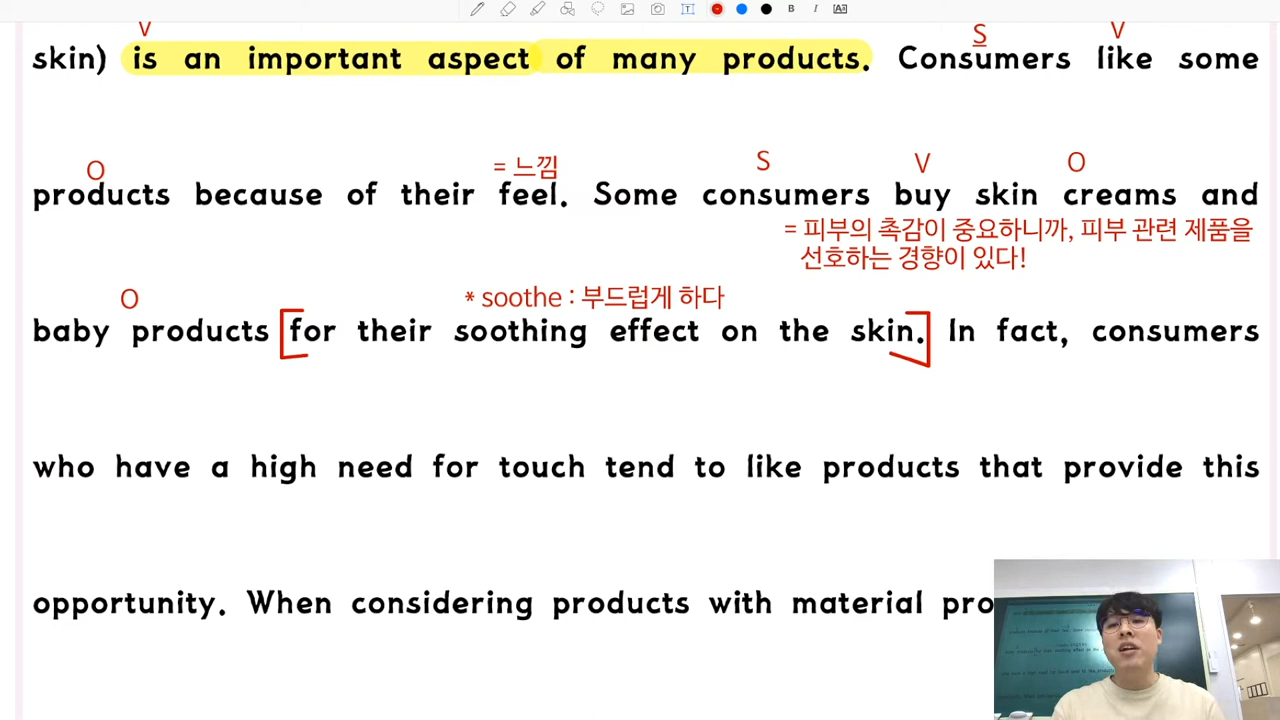 V
S
V
skin) is an important aspect of many products. Consumers like some
O
= 느낌
S
V
O
products because of their feel. Some consumers buy skin creams and
= 피부의 촉감이 중요하니까, 피부 관련 제품을
선호하는 경향이 있다!
O
* soothe : 부드럽게 하다
baby products [for their soothing effect on the skin.] In fact, consumers
who have a high need for touch tend to like products that provide this
opportunity. When considering products with material